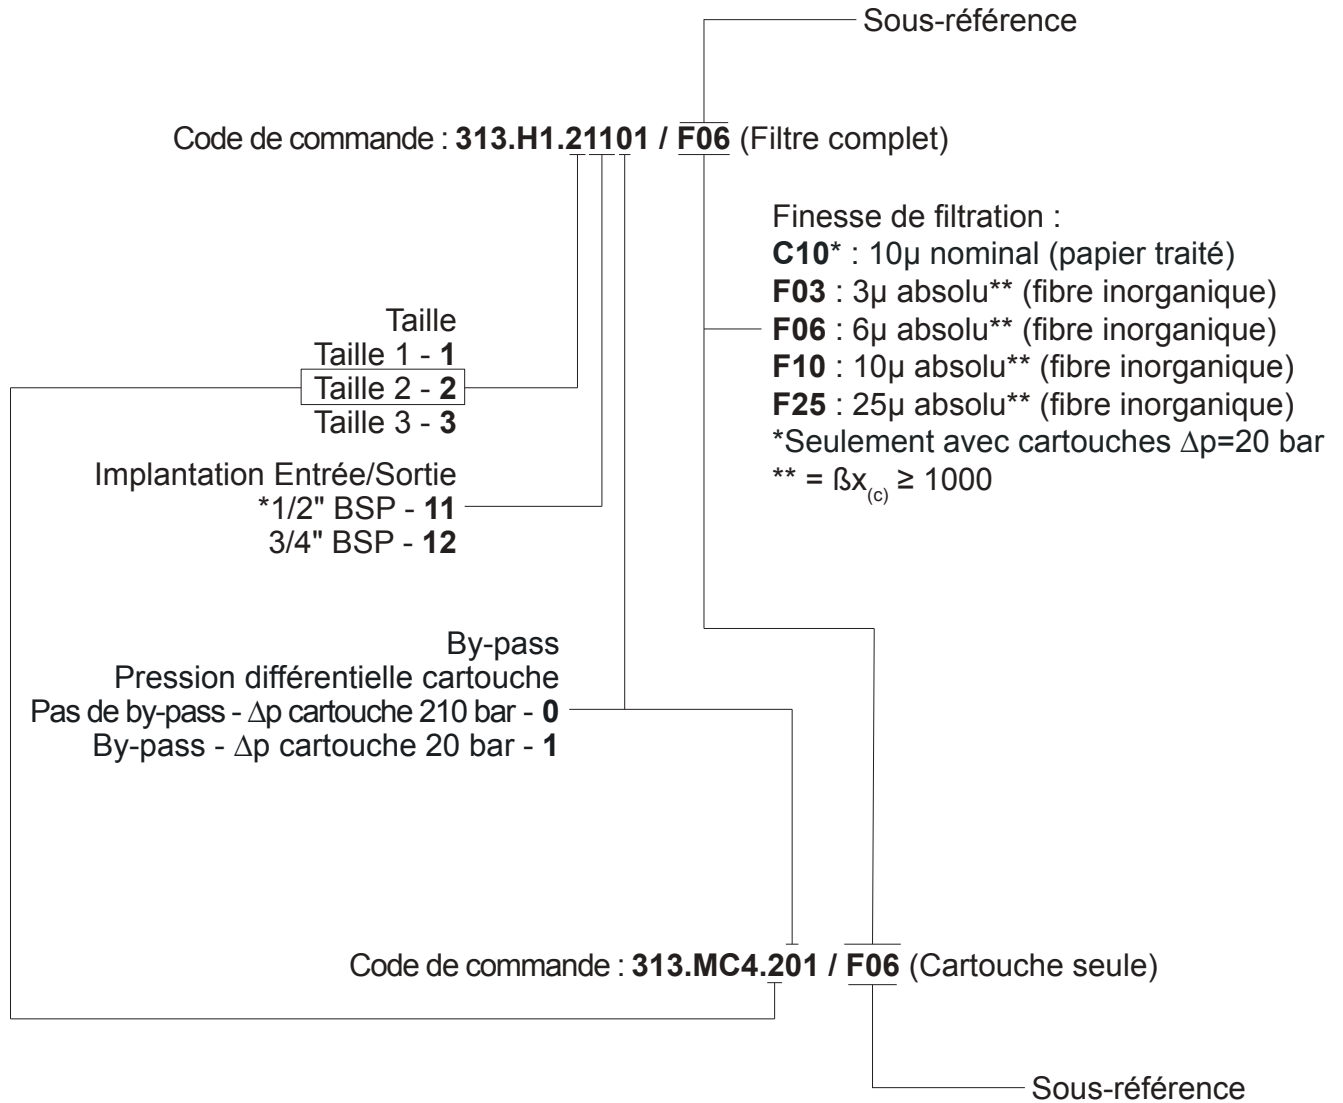 Sous-référence
Code de commande : 313.H1.21101 / F06 (Filtre complet)
Finesse de filtration :
C10* : 10µ nominal (papier traité)
F03 : 3µ absolu** (fibre inorganique)
F06 : 6µ absolu** (fibre inorganique)
F10 : 10µ absolu** (fibre inorganique)
F25 : 25µ absolu** (fibre inorganique)
*Seulement avec cartouches ∆p=20 bar
** = ßx(c) ≥ 1000
Taille
Taille 1 - 1
Taille 2 - 2
Taille 3 - 3
Implantation Entrée/Sortie
*1/2" BSP - 11
3/4" BSP - 12
By-pass
Pression différentielle cartouche
Pas de by-pass - ∆p cartouche 210 bar - 0
By-pass - ∆p cartouche 20 bar - 1
Code de commande : 313.MC4.201 / F06 (Cartouche seule)
Sous-référence